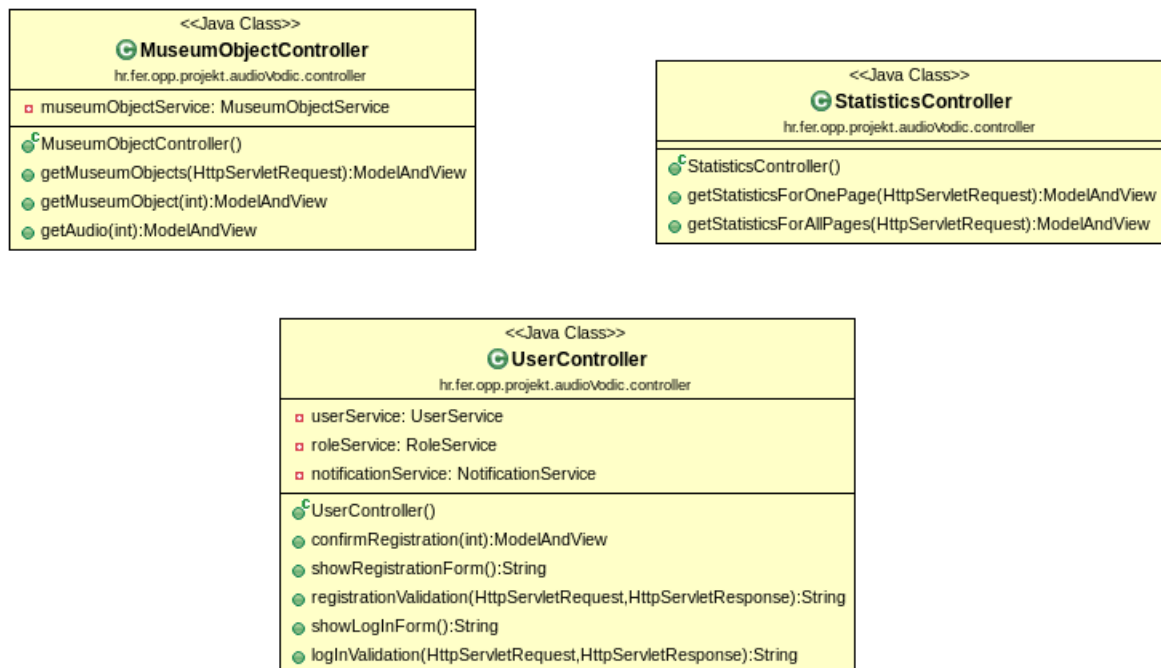 <<Java Class>>
MuseumObjectController
hr.fer.opp.projekt.audioVodic.controller
museumObjectService: MuseumObjectService
MuseumObjectController()
getMuseumObjects(HttpServletRequest):ModelAndView
getMuseumObject(int):ModelAndView
getAudio(int):ModelAndView
<<Java Class>>
StatisticsController
hr.fer.opp.projekt.audioVodic.controller
StatisticsController()
getStatisticsForOnePage(HttpServletRequest):ModelAndView
getStatisticsForAllPages(HttpServletRequest):ModelAndView
<<Java Class>>
UserController
hr.fer.opp.projekt.audioVodic.controller
userService: UserService
roleService: RoleService
notificationService: NotificationService
UserController()
confirmRegistration(int):ModelAndView
showRegistrationForm():String
registrationValidation(HttpServletRequest,HttpServletResponse):String
showLogInForm():String
logInValidation(HttpServletRequest,HttpServletResponse):String